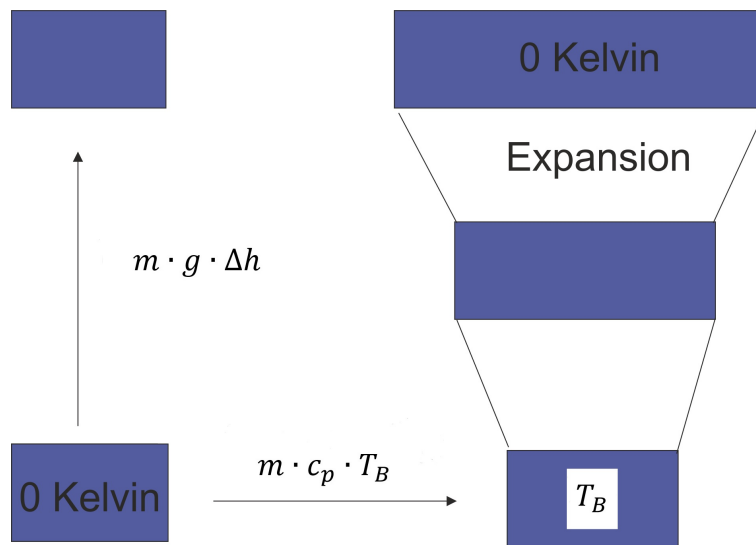 0 Kelvin
Expansion
m · g · Δh
0 Kelvin
m · c_p · T_B
T_B